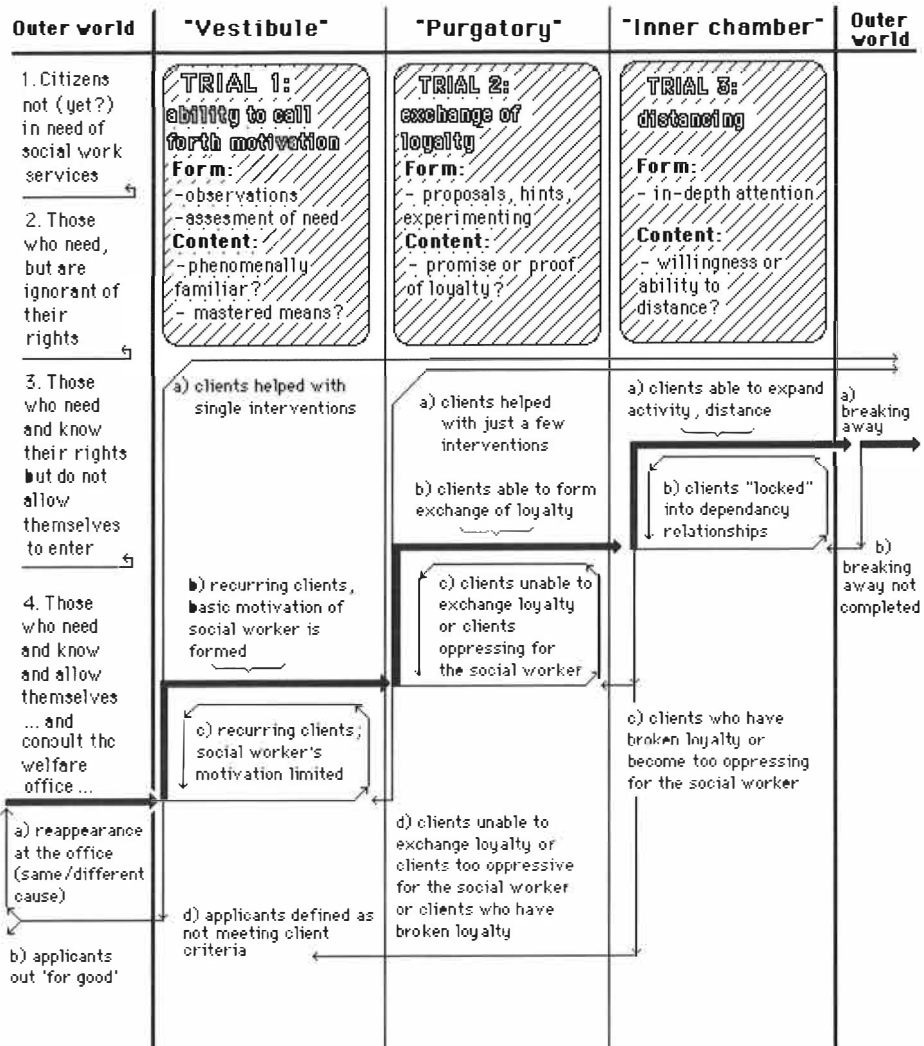 Outer world
"Vestibule"
"Purgatory"
"Inner chamber"
Outer
world
1. Citizens
not (yet?)
in need of
social work
services
2. Those
who need,
but are
ignorant of
their
rights
3. Those
who need
and know
their rights
but do not
allow
themselves
to enter
4. Those
who need
and know
and allow
themselves
... and
consult the
welfare
office ...
a) reappearance
at the office
(same/different
cause)
b) applicants
out 'for good'
TRIAL 1:
ability to call
forth motivation
Form:
-observations
-assesment of need
Content:
-phenomenally
familiar?
- mastered means?
a) clients helped with
single interventions
b) recurring clients,
basic motivation of
social worker is
formed
c) recurring clients;
social worker's
motivation limited
d) applicants defined as
not meeting client
criteria
TRIAL 2:
exchange of
loyalty
Form:
- proposals, hints,
experimenting
Content:
- promise or proof
of loyalty?
a) clients helped
with just a few
interventions
b) clients able to form
exchange of loyalty
c) clients unable to
exchange loyalty
or clients
oppressing for
the social worker
d) clients unable to
exchange loyalty or
clients too oppressive
for the social worker
or clients who have
broken loyalty
TRIAL 3:
distancing
Form:
- in-depth attention
Content:
- willingness or
ability to
distance?
a) clients able to expand
activity, distance
b) clients "locked"
into dependancy
relationships
c) clients who have
broken loyalty or
become too oppressing
for the social worker
a)
breaking
away
b)
breaking
away not
completed